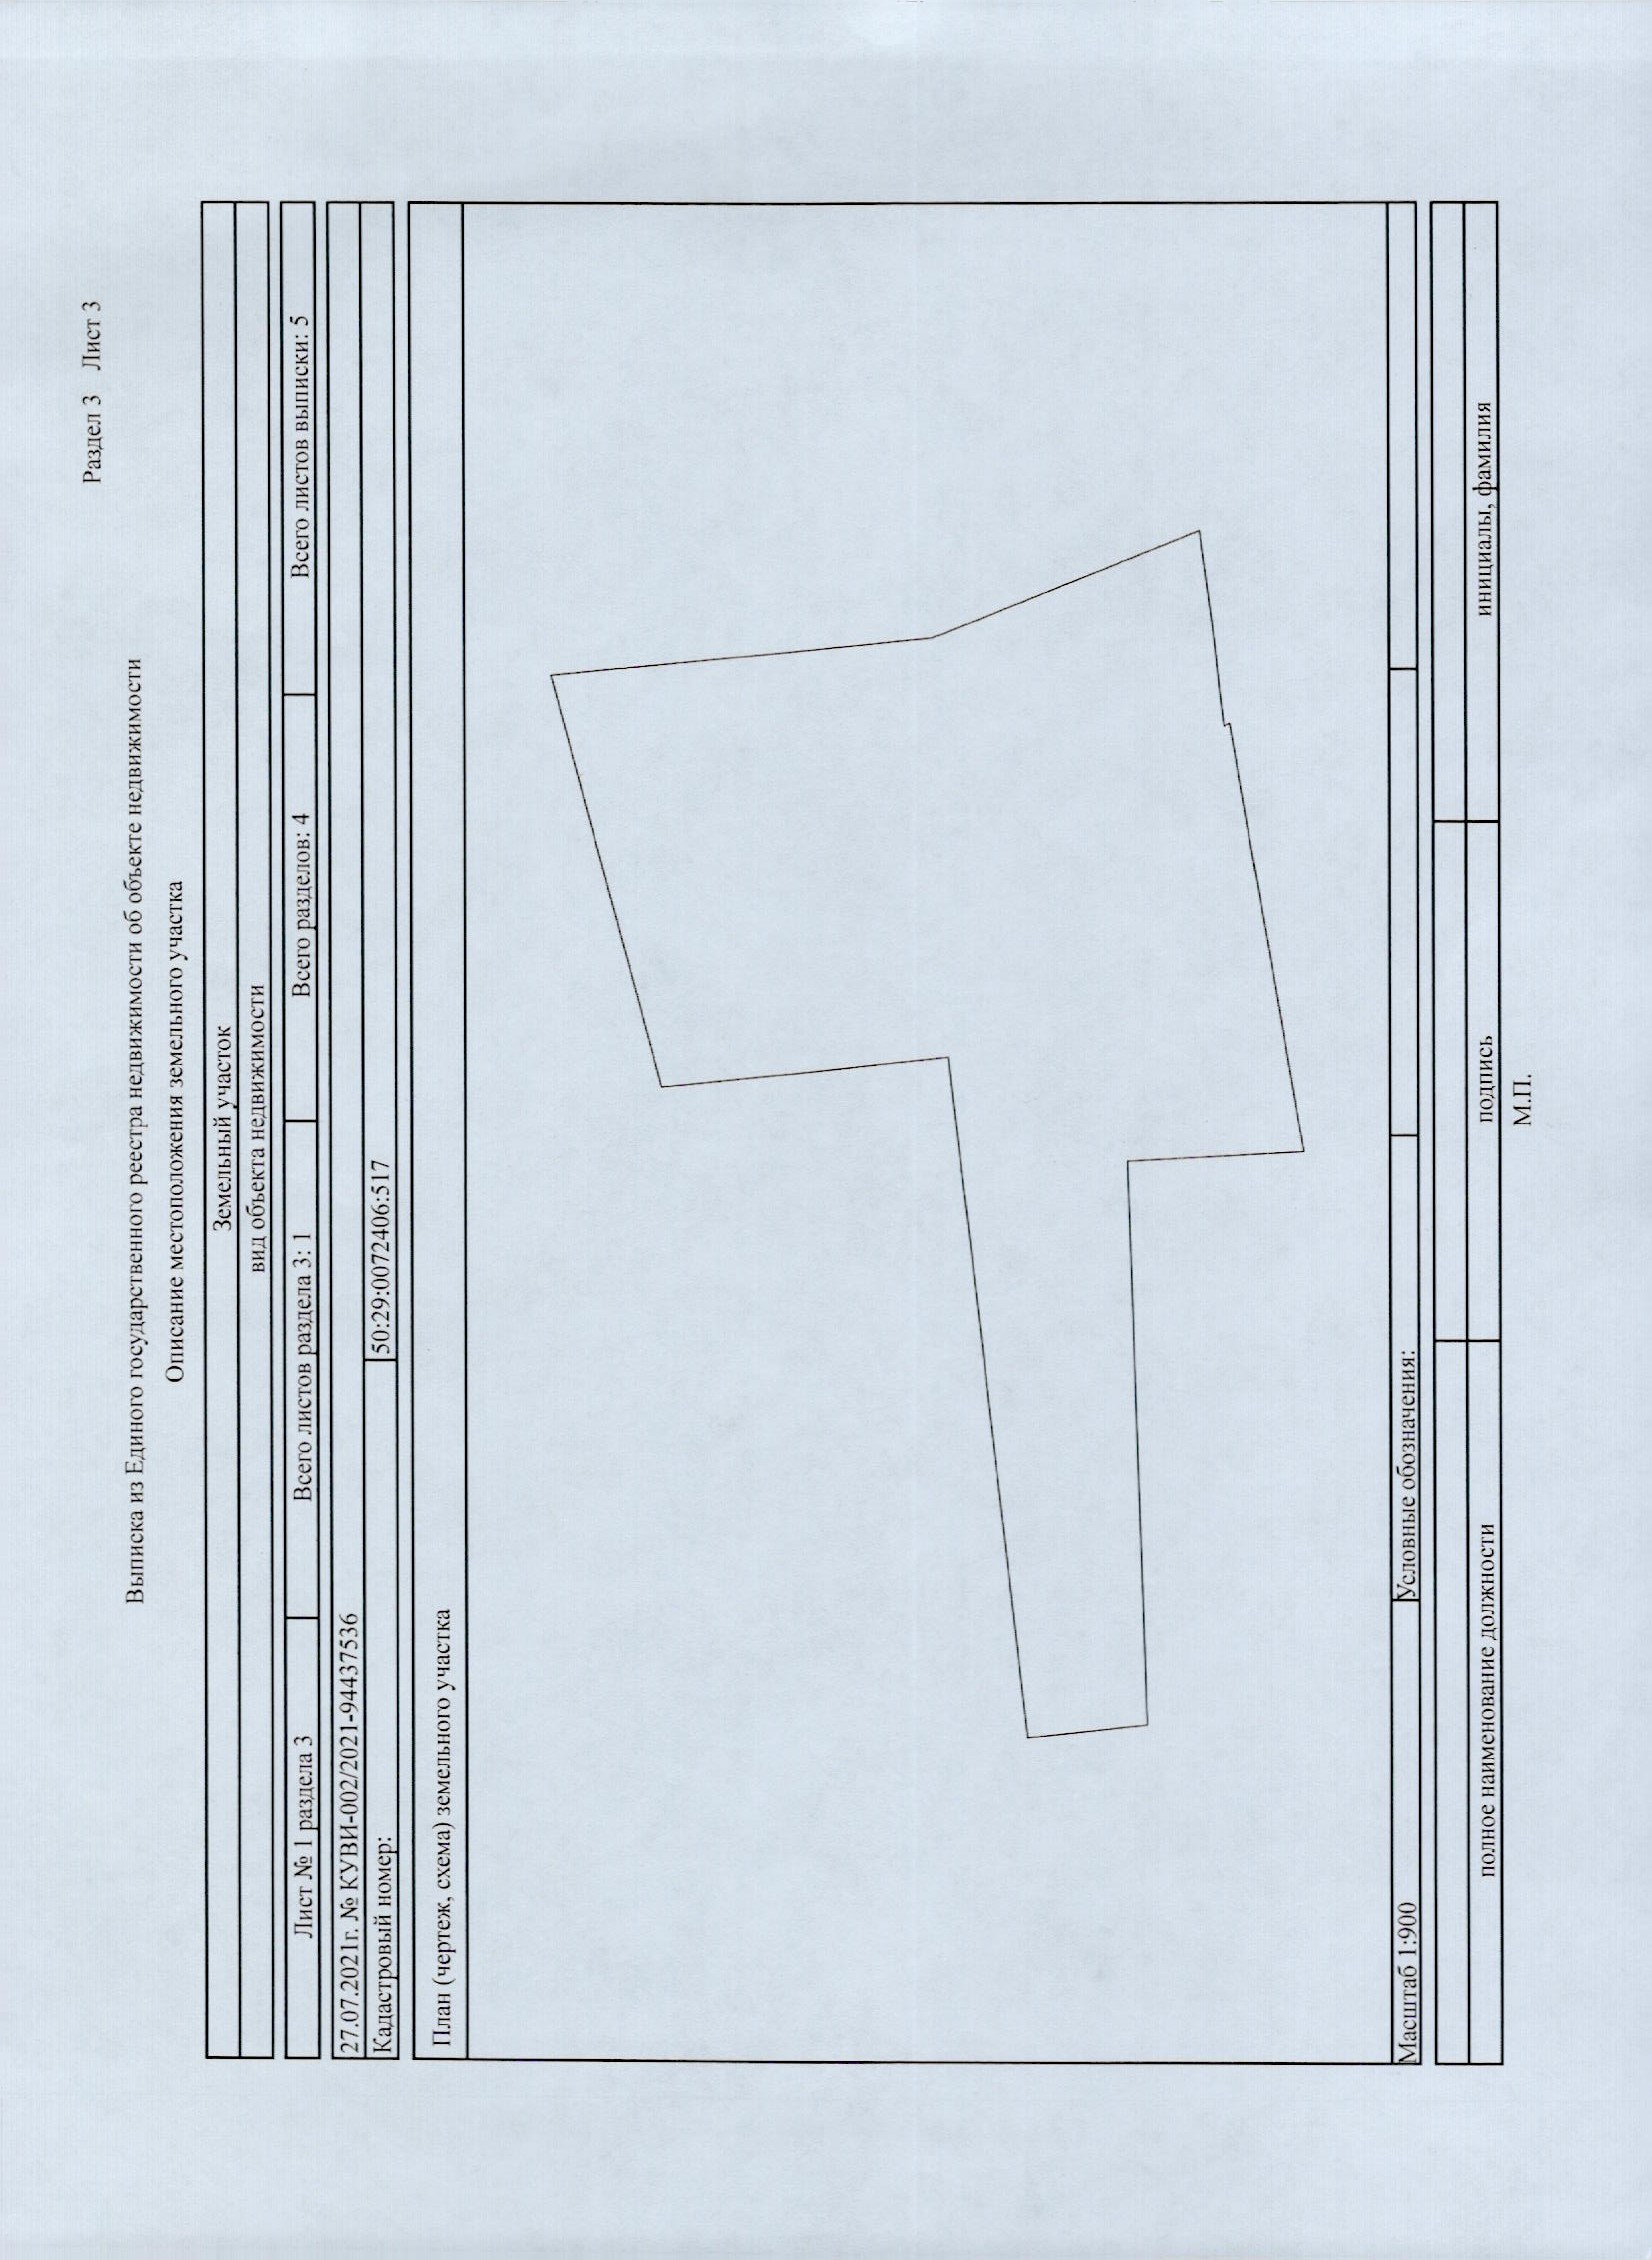 Раздел 3 Лист 3
Выписка из Единого государственного реестра недвижимости об объекте недвижимости
Описание местоположения земельного участка
Земельный участок
вид объекта недвижимости
Лист № 1 раздела 3 Всего листов раздела 3: 1 Всего разделов: 4 Всего листов выписки: 5
27.07.2021г. № КУВИ-002/2021-94437536
Кадастровый номер: 50:29:0072406:517
План (чертеж, схема) земельного участка
Масштаб 1:900 Условные обозначения:
полное наименование должности подпись инициалы, фамилия
М.П.